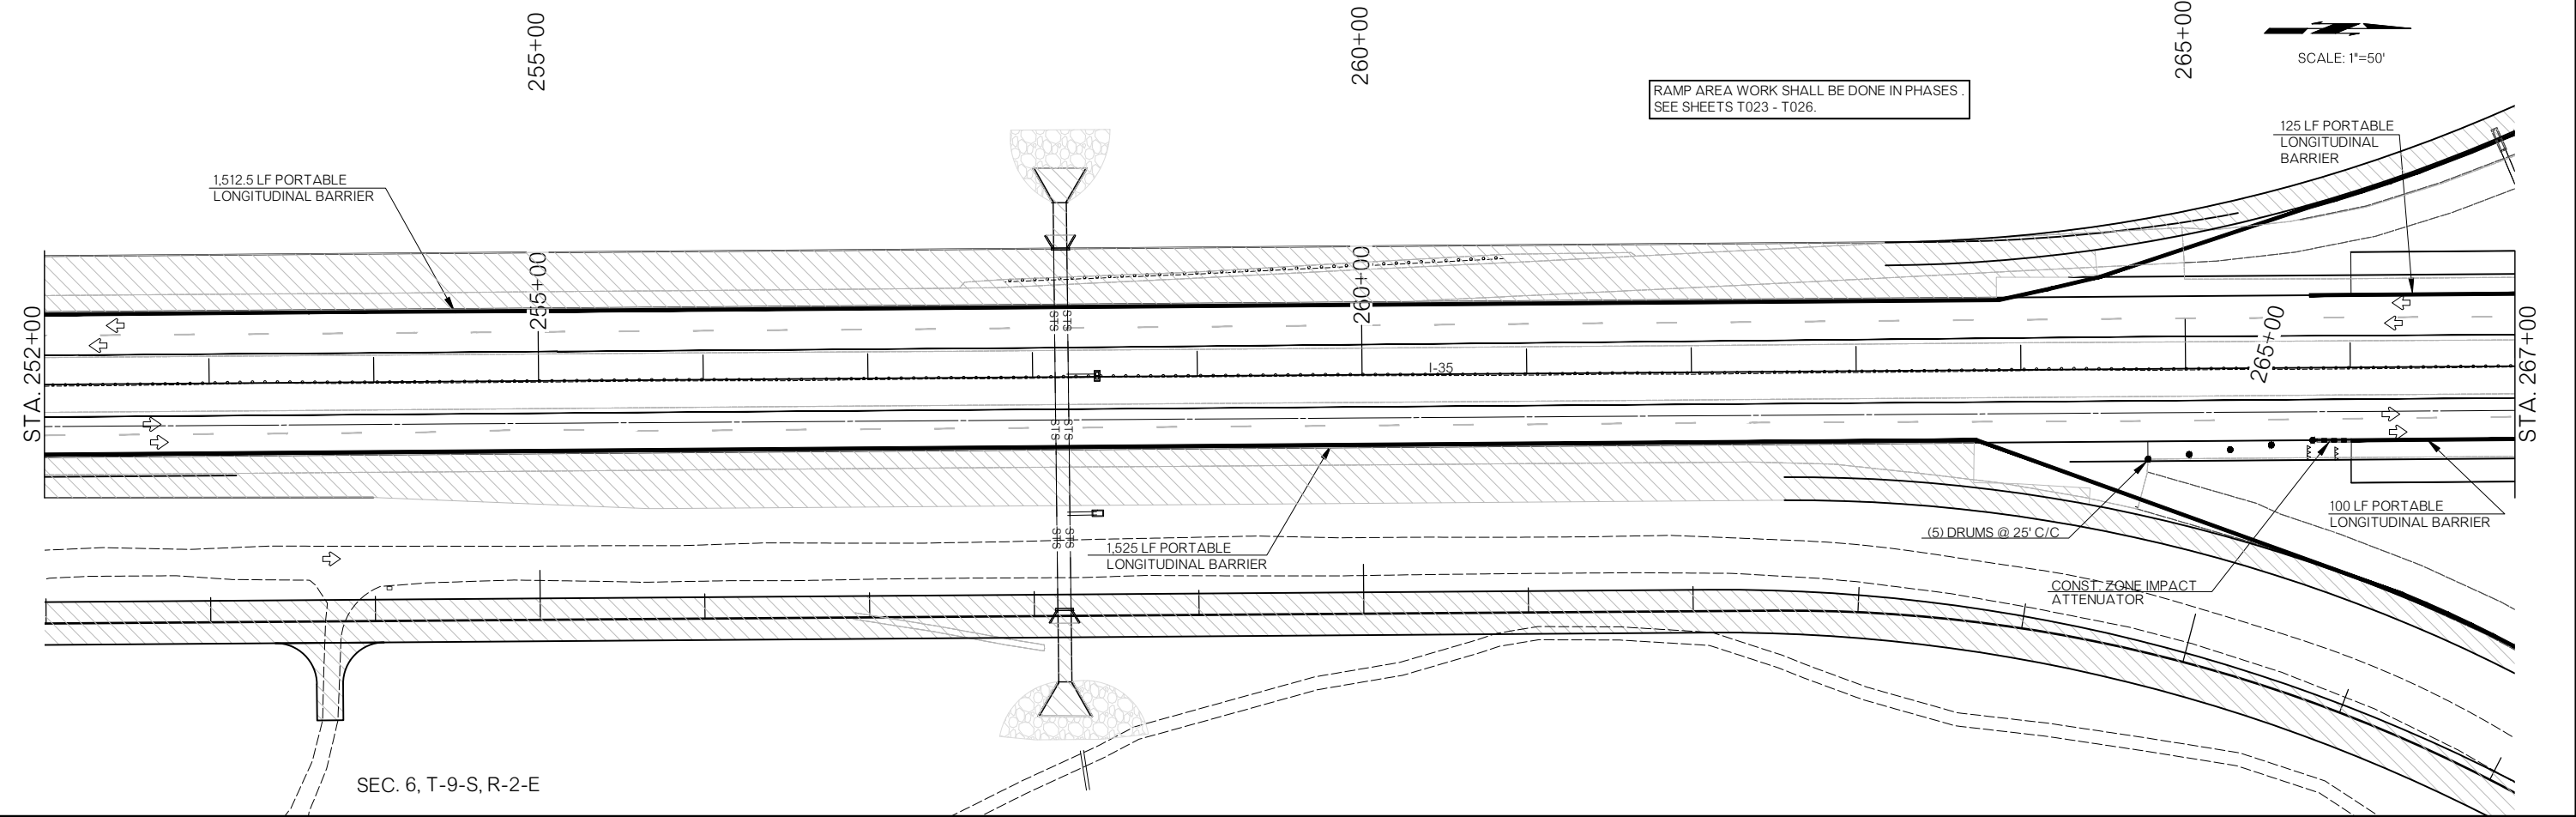 255+00
260+00
265+00
SCALE: 1"=50'
RAMP AREA WORK SHALL BE DONE IN PHASES .
SEE SHEETS T023 - T026.
125 LF PORTABLE
LONGITUDINAL
BARRIER
1,512.5 LF PORTABLE
LONGITUDINAL BARRIER
255+00
260+00
265+00
STA. 252+00
STA. 267+00
STS
STS
I-35
STS
STS
STS
STS
1,525 LF PORTABLE
LONGITUDINAL BARRIER
(5) DRUMS @ 25' C/C
100 LF PORTABLE
LONGITUDINAL BARRIER
CONST. ZONE IMPACT
ATTENUATOR
SEC. 6, T-9-S, R-2-E